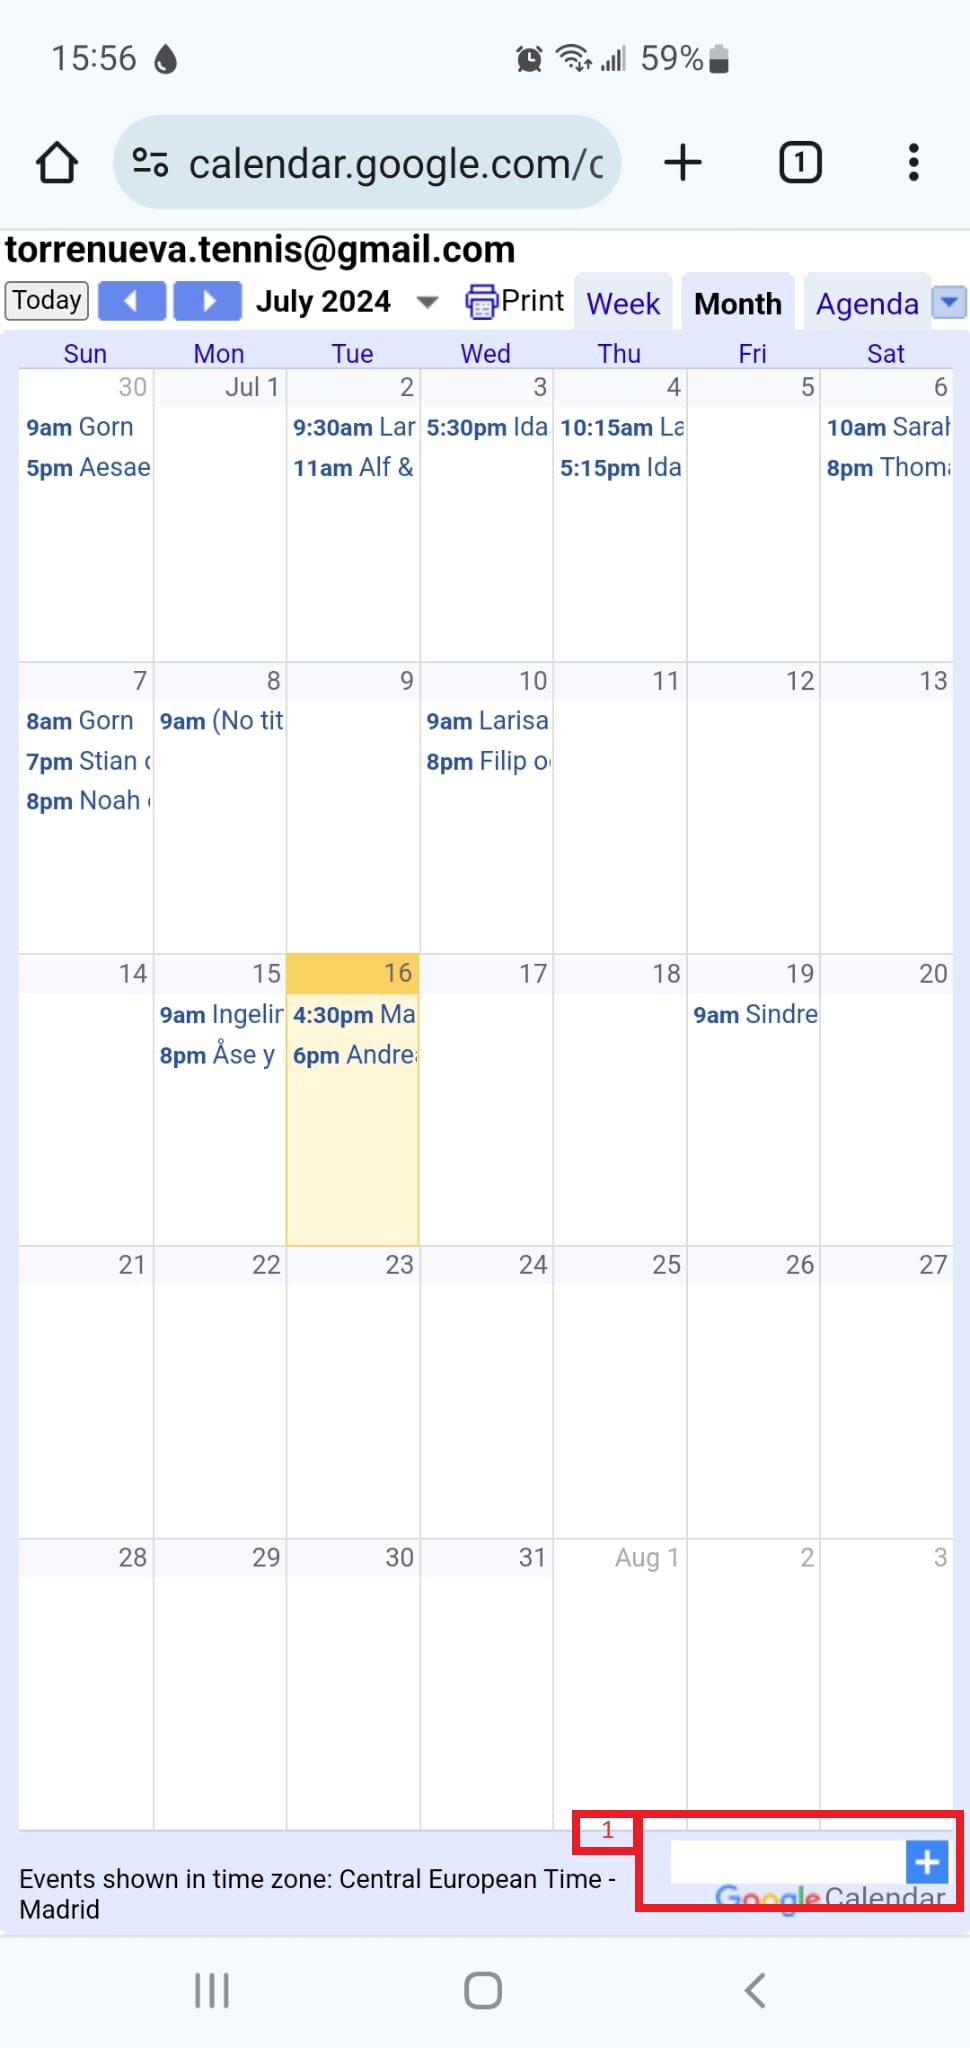 15:56 59%
calendar.google.com/c
1
torrenueva.tennis@gmail.com
Today July 2024 Print Week Month Agenda
Sun Mon Tue Wed Thu Fri Sat
30 Jul 1 2 3 4 5 6
9am Gorn 9:30am Lar 5:30pm Ida 10:15am La 10am Sarah
5pm Aesae 11am Alf & 5:15pm Ida 8pm Thoma
7 8 9 10 11 12 13
8am Gorn 9am (No tit 9am Larisa
7pm Stian o 8pm Filip o
8pm Noah
14 15 16 17 18 19 20
9am Ingelin 4:30pm Ma 9am Sindre
8pm Åse y 6pm Andrea
21 22 23 24 25 26 27
28 29 30 31 Aug 1 2 3
1
Events shown in time zone: Central European Time -
Madrid
Google Calendar